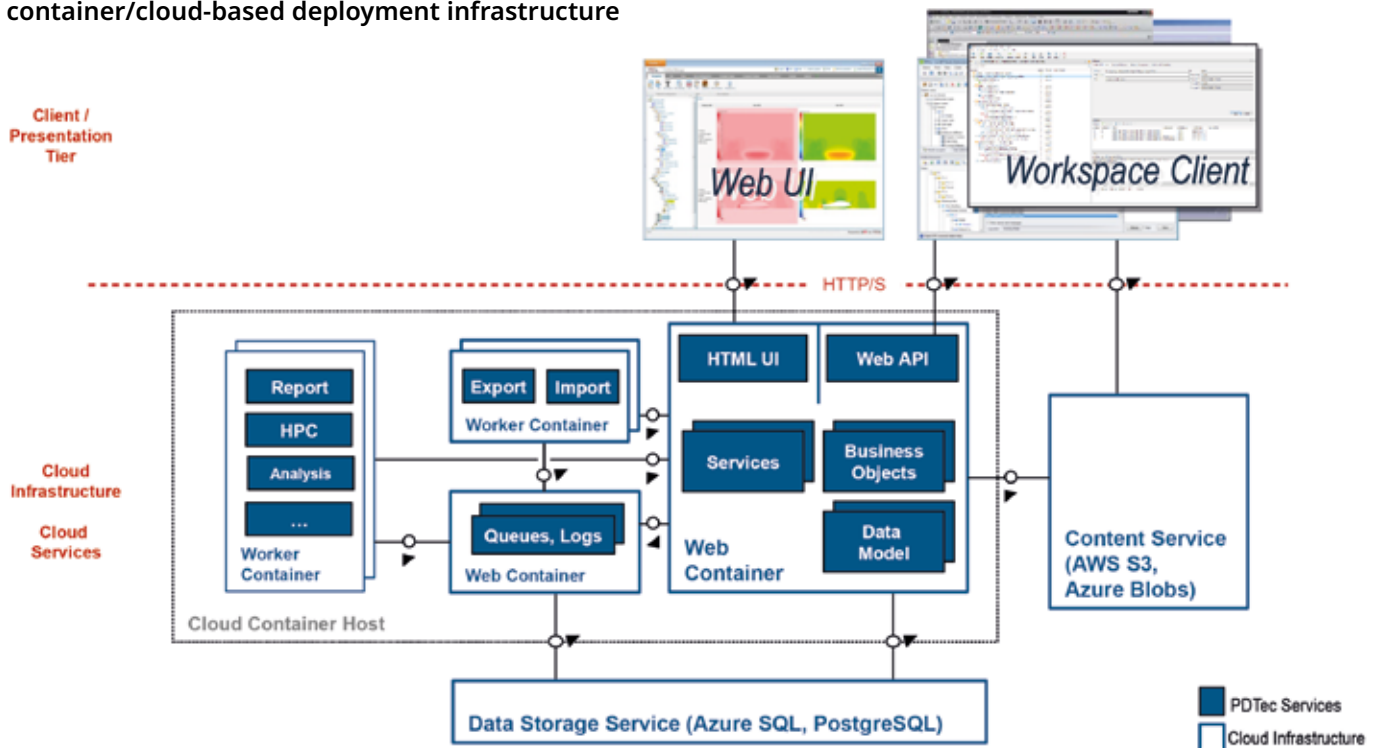 container/cloud-based deployment infrastructure
Client /
Presentation
Tier
Web UI
Workspace Client
HTTP/S
HTML UI
Web API
Report
HPC
Analysis
...
Worker
Container
Export
Import
Worker Container
Services
Business
Objects
Data
Model
Web
Container
Queues, Logs
Web Container
Cloud
Infrastructure
Cloud
Services
Content Service
(AWS S3,
Azure Blobs)
Cloud Container Host
Data Storage Service (Azure SQL, PostgreSQL)
PDTec Services
Cloud Infrastructure